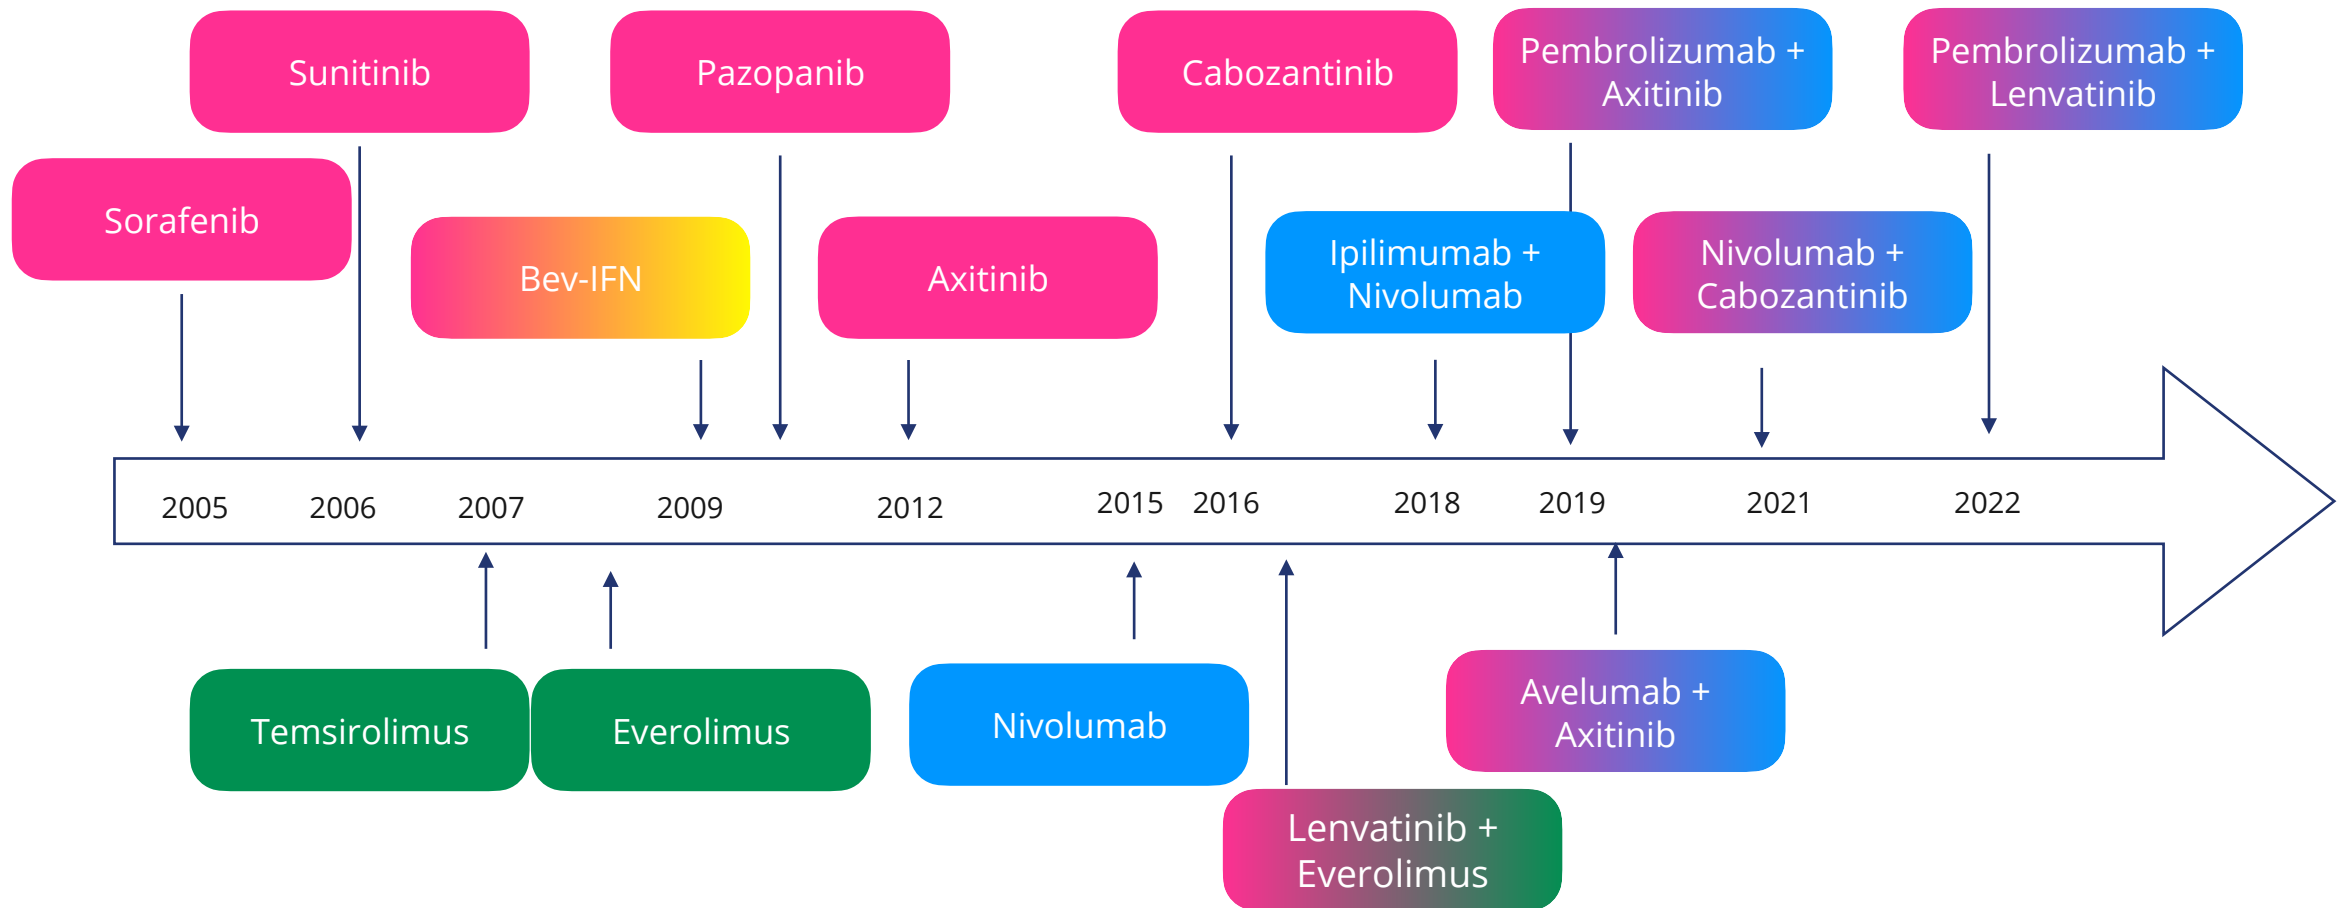 Sunitinib
Pazopanib
Cabozantinib
Pembrolizumab +
Axitinib
Pembrolizumab +
Lenvatinib
Sorafenib
Bev-IFN
Axitinib
Ipilimumab +
Nivolumab
Nivolumab +
Cabozantinib
2005 2006 2007 2009 2012 2015 2016 2018 2019 2021 2022
Temsirolimus
Everolimus
Nivolumab
Avelumab +
Axitinib
Lenvatinib +
Everolimus